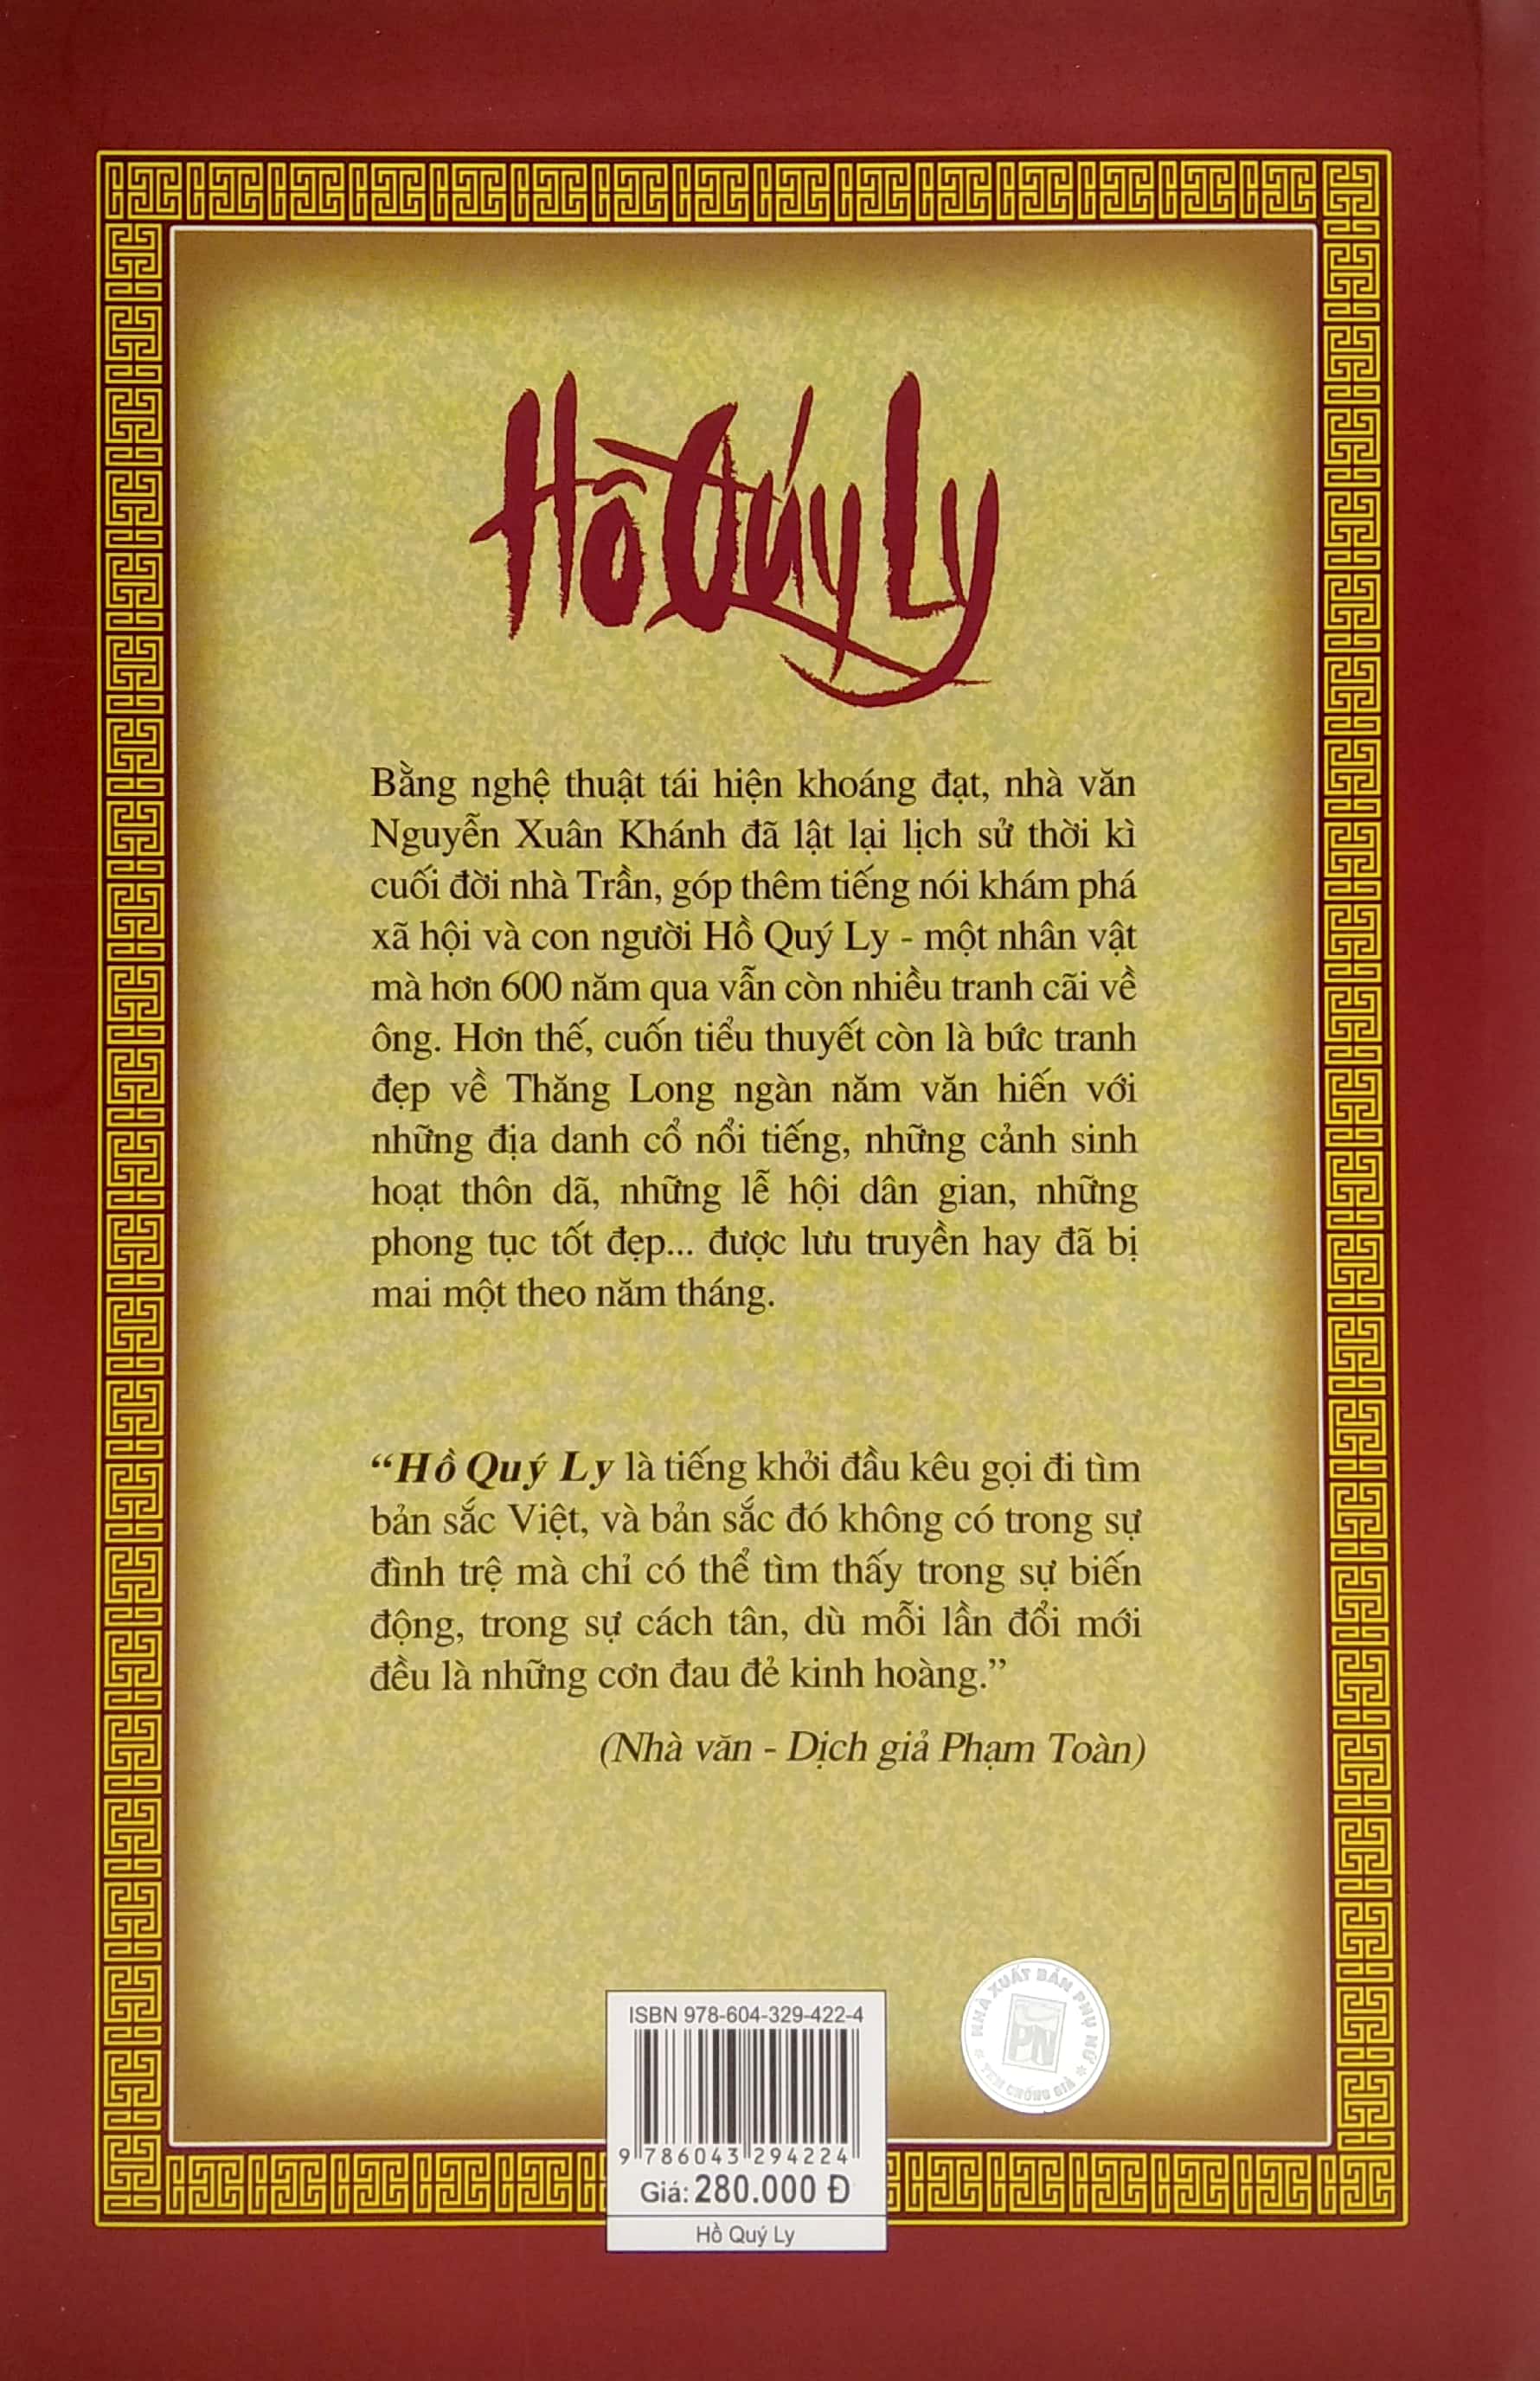 Hồ Quý Ly
Bằng nghệ thuật tái hiện khoáng đạt, nhà văn
Nguyễn Xuân Khánh đã lật lại lịch sử thời kì
cuối đời nhà Trần, góp thêm tiếng nói khám phá
xã hội và con người Hồ Quý Ly - một nhân vật
mà hơn 600 năm qua vẫn còn nhiều tranh cãi về
ông. Hơn thế, cuốn tiểu thuyết còn là bức tranh
đẹp về Thăng Long ngàn năm văn hiến với
những địa danh cổ nổi tiếng, những cảnh sinh
hoạt thôn dã, những lễ hội dân gian, những
phong tục tốt đẹp... được lưu truyền hay đã bị
mai một theo năm tháng.
“Hồ Quý Ly là tiếng khởi đầu kêu gọi đi tìm
bản sắc Việt, và bản sắc đó không có trong sự
đình trệ mà chỉ có thể tìm thấy trong sự biến
động, trong sự cách tân, dù mỗi lần đổi mới
đều là những cơn đau đẻ kinh hoàng.”
(Nhà văn - Dịch giả Phạm Toàn)
NHÀ XUẤT BẢN PHỤ NỮ
PN
TEM CHỐNG GIẢ
ISBN 978-604-329-422-4
9 786043 294224
Giá: 280.000 Đ
Hồ Quý Ly